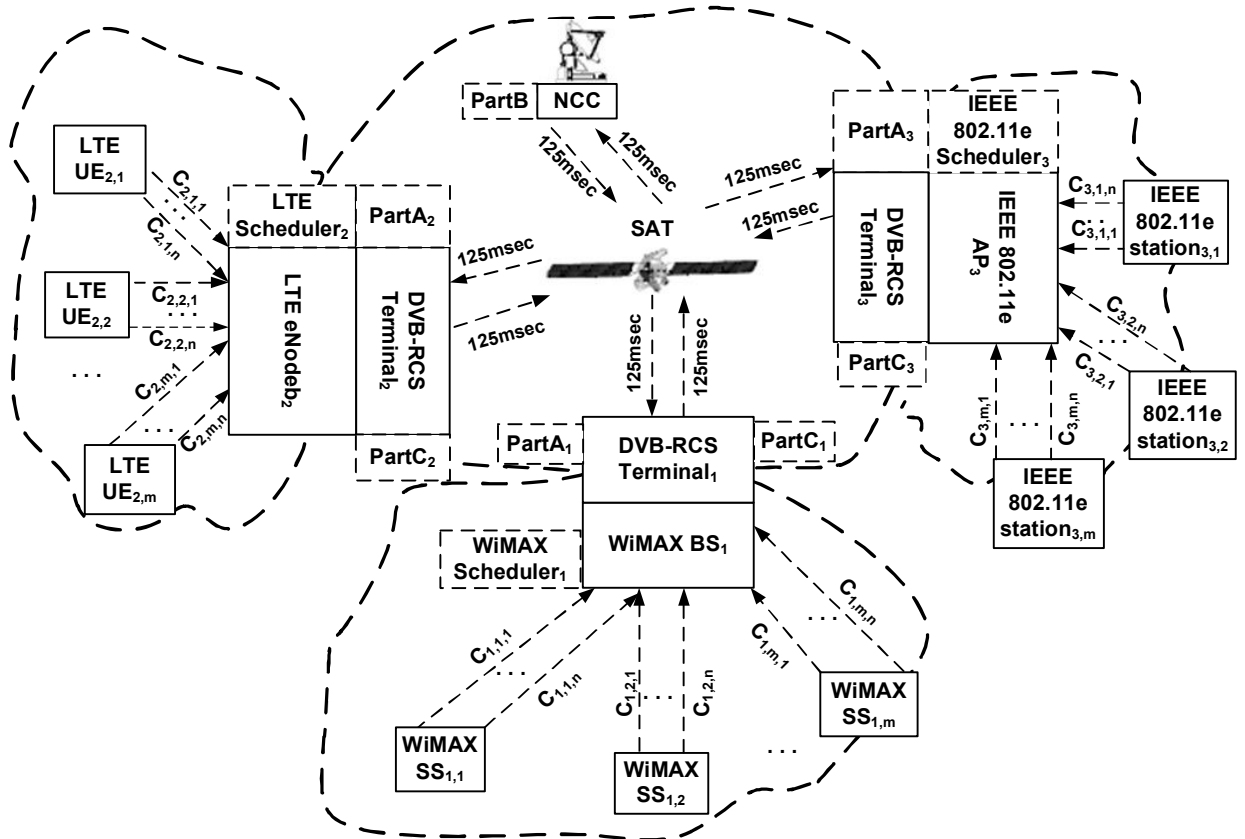 PartB
NCC
125msec
125msec
SAT
125msec
125msec
125msec
125msec
125msec
125msec
LTE
UE2,1
LTE
UE2,2
. . .
LTE
UE2,m
C2,1,1
. . .
C2,1,n
C2,2,1
. . .
C2,2,n
C2,m,1
. . .
C2,m,n
LTE
Scheduler2
PartA2
LTE eNodeb2
DVB-RCS
Terminal2
PartC2
PartA3
IEEE
802.11e
Scheduler3
DVB-RCS
Terminal3
IEEE 802.11e
AP3
PartC3
C3,1,n
. . .
C3,1,1
IEEE
802.11e
station3,1
C3,2,n
. . .
C3,2,1
IEEE
802.11e
station3,2
C3,m,1
. . .
C3,m,n
IEEE
802.11e
station3,m
PartA1
DVB-RCS
Terminal1
PartC1
WiMAX
Scheduler1
WiMAX BS1
C1,1,1
. . .
C1,1,n
C1,2,1
. . .
C1,2,n
C1,m,1
. . .
C1,m,n
WiMAX
SS1,1
WiMAX
SS1,2
. . .
WiMAX
SS1,m